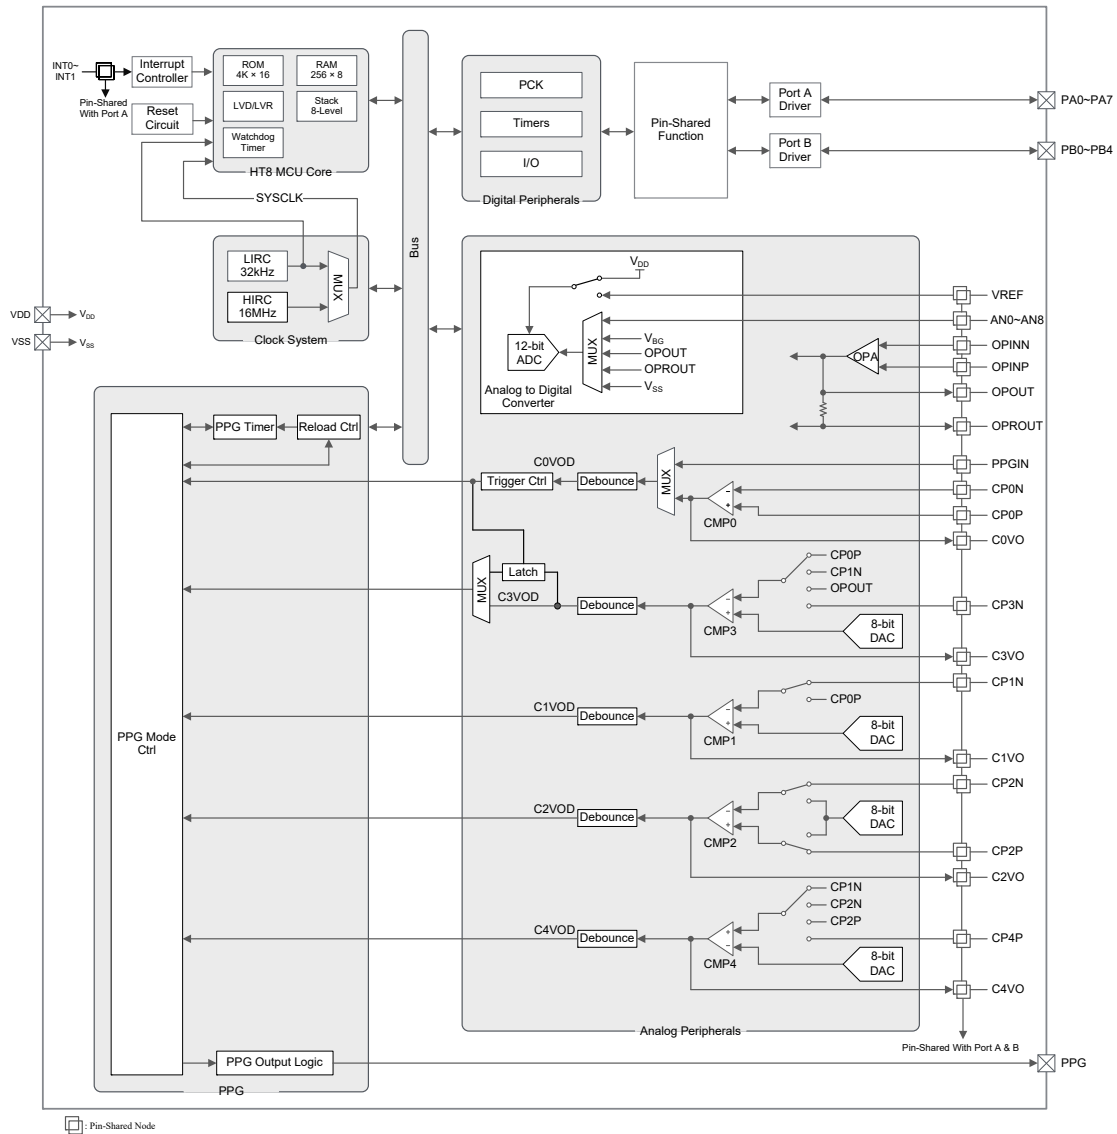 INT0~
INT1
Pin-Shared
With Port A
Interrupt
Controller
Reset
Circuit
ROM
4K × 16
RAM
256 × 8
LVD/LVR
Stack
8-Level
Watchdog
Timer
HT8 MCU Core
SYSCLK
LIRC
32kHz
HIRC
16MHz
MUX
Clock System
Bus
PCK
Timers
I/O
Digital Peripherals
Pin-Shared
Function
Port A
Driver
Port B
Driver
PA0~PA7
PB0~PB4
VDD
VDD
VSS
VSS
VDD
12-bit
ADC
MUX
VBG
OPOUT
OPROUT
VSS
Analog to Digital
Converter
OPA
VREF
AN0~AN8
OPINN
OPINP
OPOUT
OPROUT
PPGIN
CP0N
CP0P
C0VO
CP3N
C3VO
CP1N
C1VO
CP2N
CP2P
C2VO
CP4P
C4VO
PPG Timer
Reload Ctrl
C0VOD
Trigger Ctrl
Debounce
MUX
-
+
CMP0
MUX
Latch
C3VOD
Debounce
-
+
CMP3
CP0P
CP1N
OPOUT
8-bit
DAC
PPG Mode
Ctrl
C1VOD
Debounce
-
+
CMP1
CP0P
8-bit
DAC
C2VOD
Debounce
-
+
CMP2
8-bit
DAC
C4VOD
Debounce
+
-
CMP4
CP1N
CP2N
CP2P
8-bit
DAC
Analog Peripherals
Pin-Shared With Port A & B
PPG Output Logic
PPG
PPG
: Pin-Shared Node